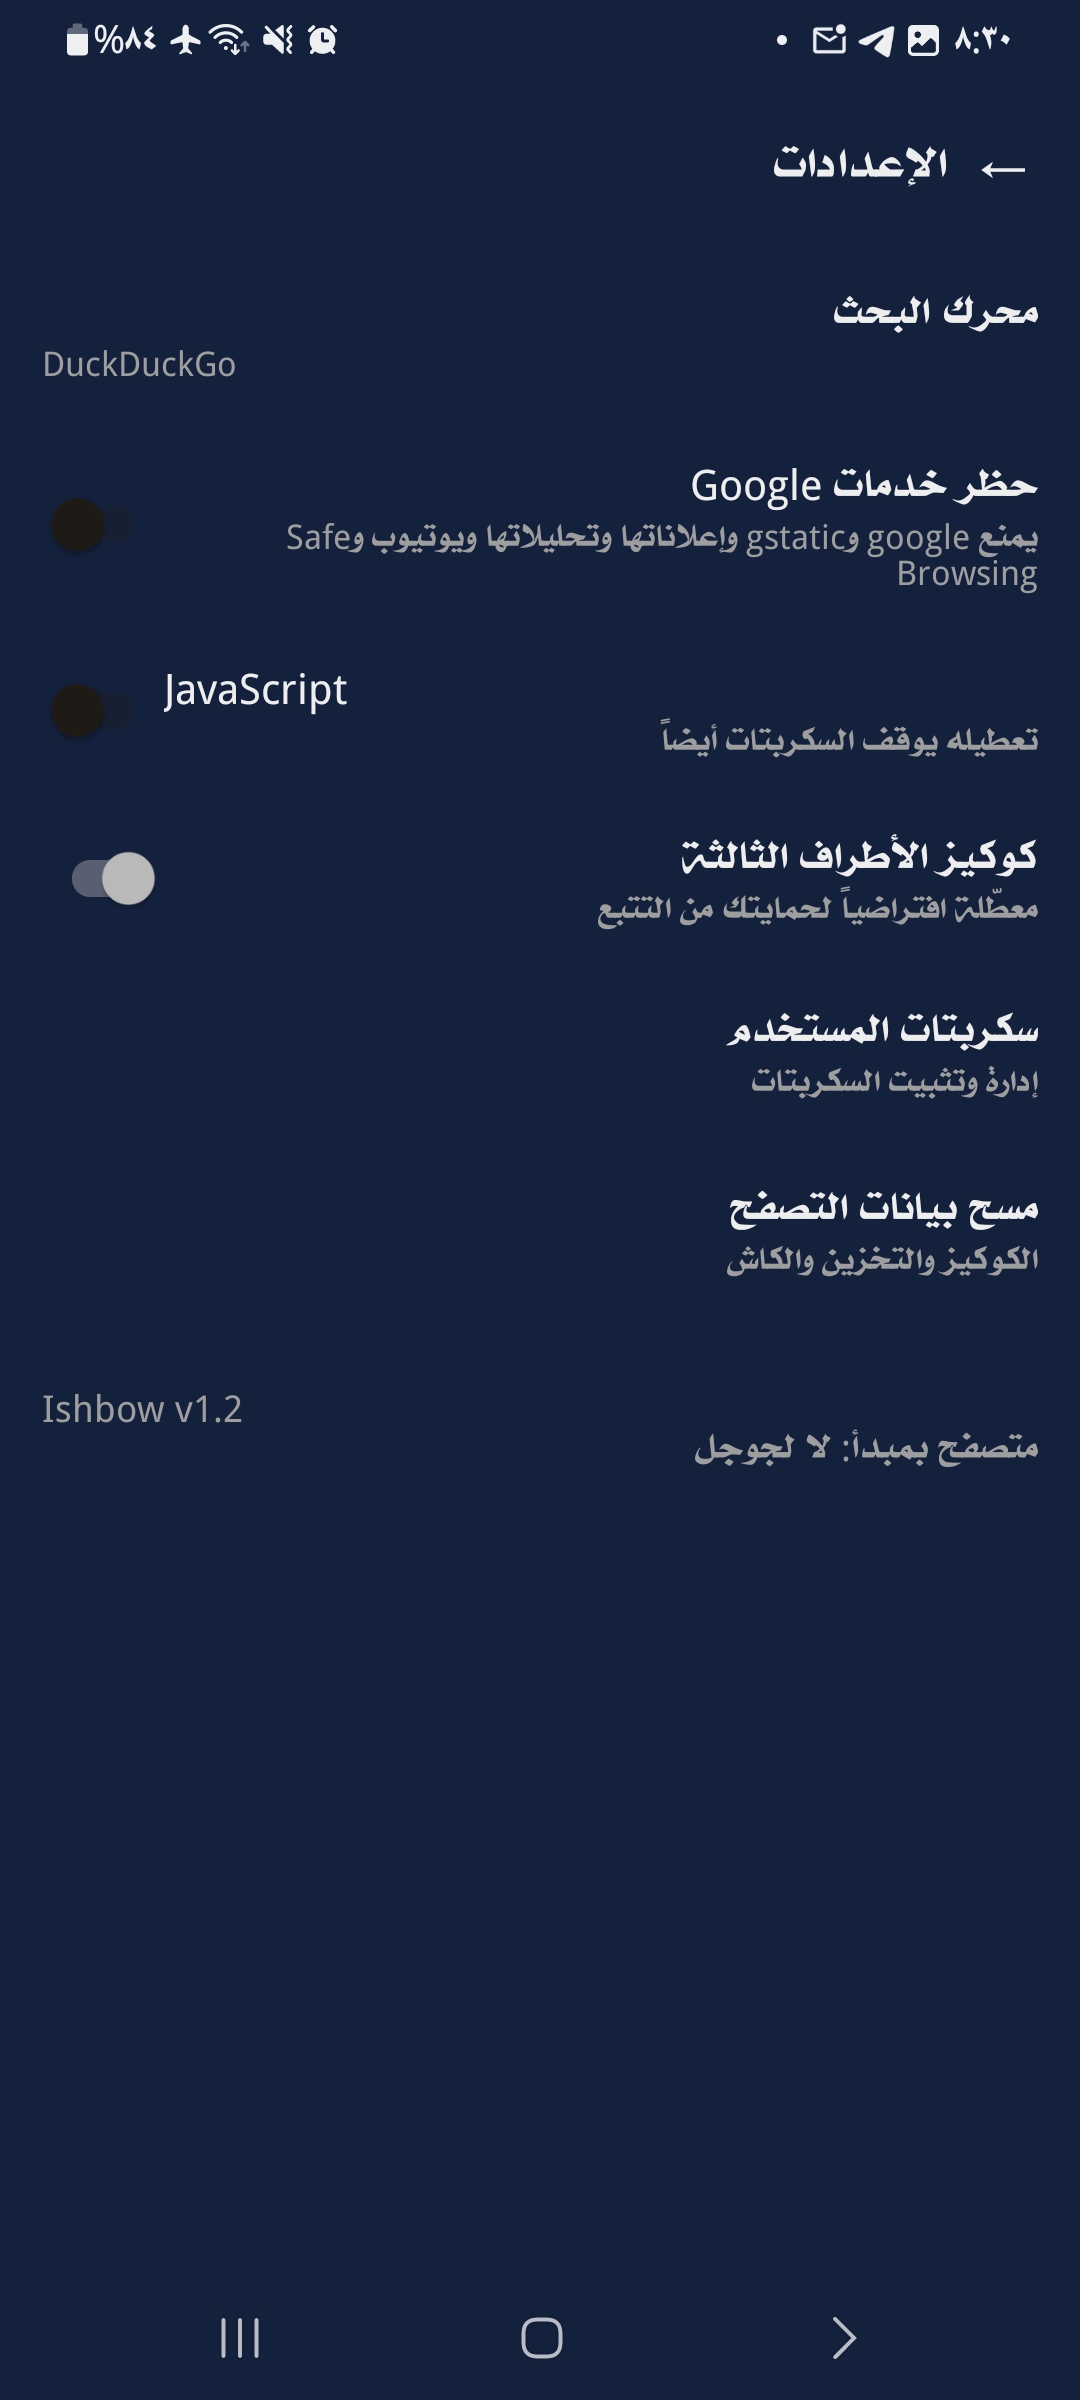 %٨٤
٨:٣٠
الإعدادات
محرك البحث
DuckDuckGo
حظر خدمات Google
يمنع google وgstatic وإعلاناتها وتحليلاتها ويوتيوب وSafe
Browsing
JavaScript
تعطيله يوقف السكربتات أيضاً
كوكيز الأطراف الثالثة
معطّلة افتراضياً لحمايتك من التتبع
سكربتات المستخدم
إدارة وتثبيت السكربتات
مسح بيانات التصفح
الكوكيز والتخزين والكاش
Ishbow v1.2
متصفح بمبدأ: لا لجوجل